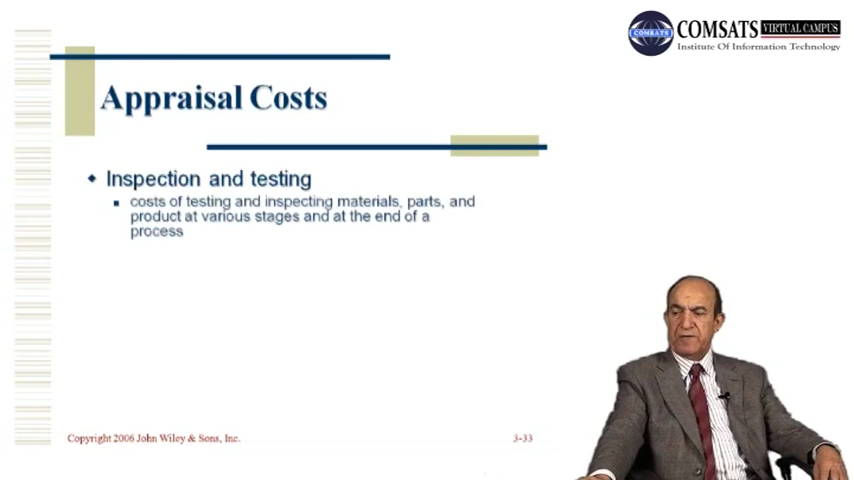 COMSATS
VIRTUAL CAMPUS
COMSATS
Institute Of Information Technology
Appraisal Costs
Inspection and testing
costs of testing and inspecting materials, parts, and
product at various stages and at the end of a
process
Copyright 2006 John Wiley & Sons, Inc.
3-33